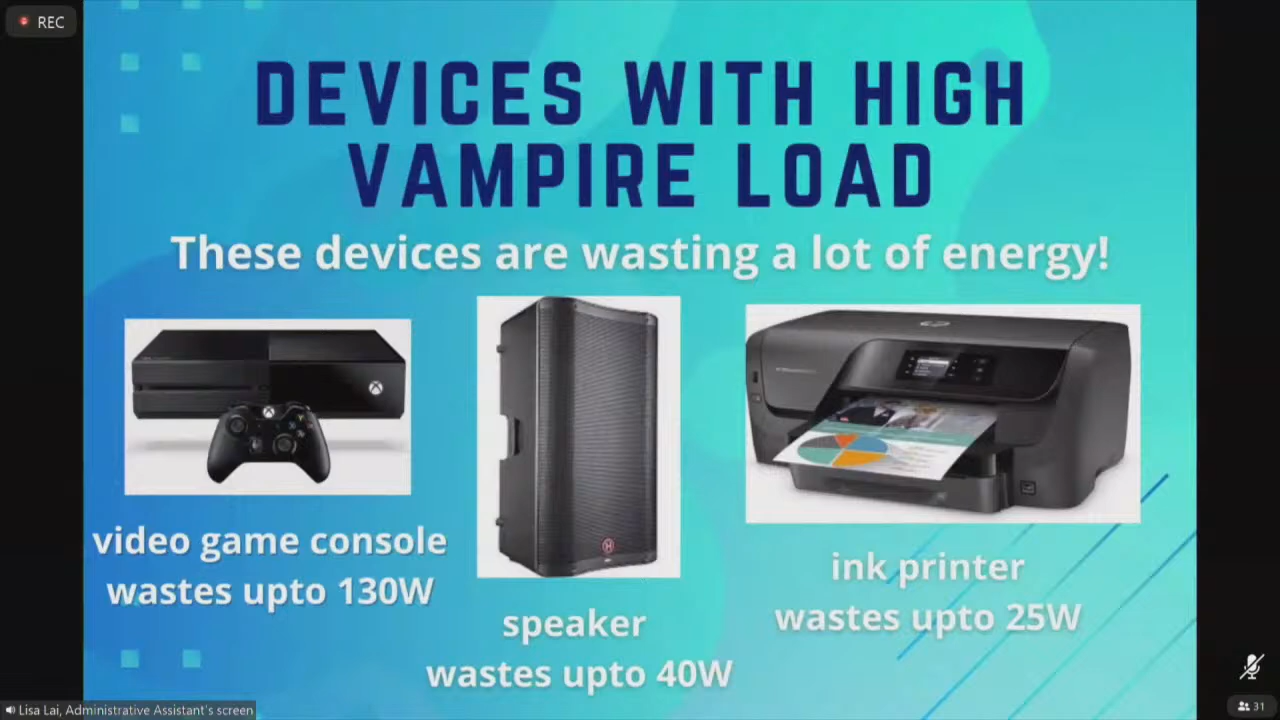 REC
DEVICES WITH HIGH
VAMPIRE LOAD
These devices are wasting a lot of energy!
video game console
wastes upto 130W
speaker
wastes upto 40W
ink printer
wastes upto 25W
Lisa Lai, Administrative Assistant's screen
31